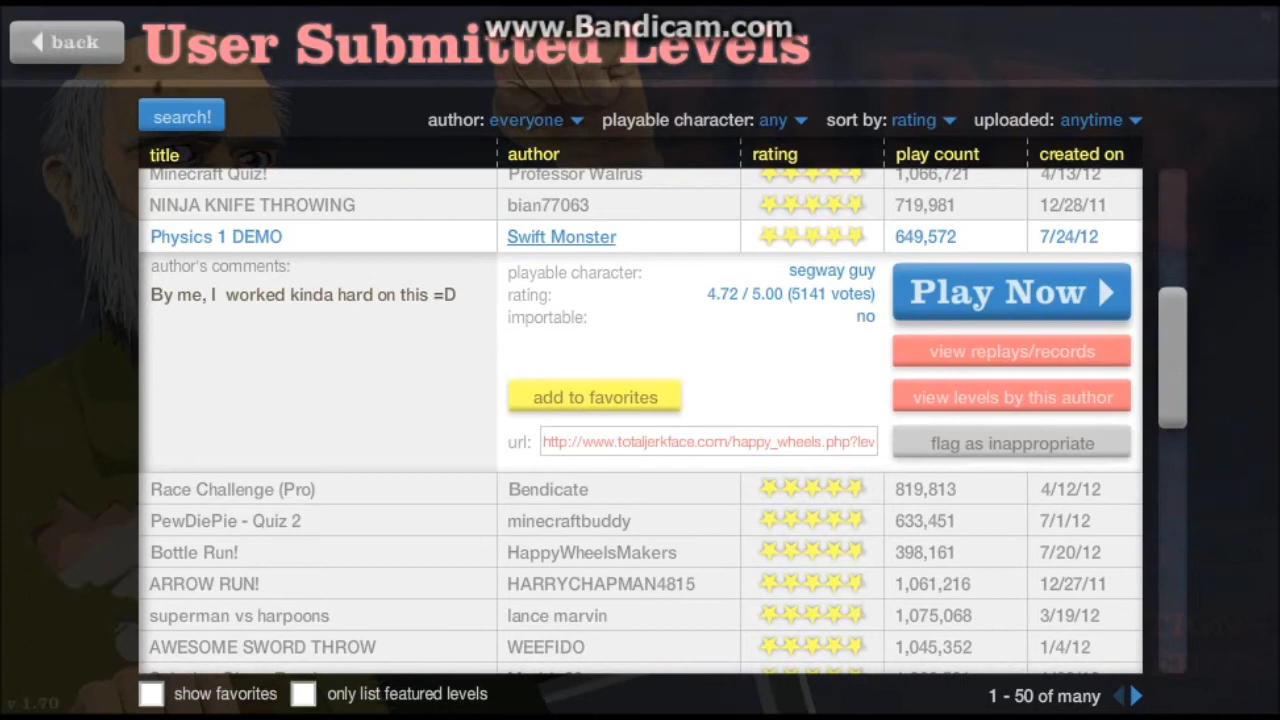 www.Bandicam.com
back
User Submitted Levels
search!
author: everyone playable character: any sort by: rating uploaded: anytime
title author rating play count created on
Minecraft Quiz! Professor Walrus 1,066,721 4/13/12
NINJA KNIFE THROWING bian77063 719,981 12/28/11
Physics 1 DEMO Swift Monster 649,572 7/24/12
author's comments:
By me, I worked kinda hard on this =D
playable character: segway guy
rating: 4.72 / 5.00 (5141 votes)
importable: no
Play Now
view replays/records
add to favorites
view levels by this author
url: http://www.totaljerkface.com/happy_wheels.php?lev
flag as inappropriate
Race Challenge (Pro) Bendicate 819,813 4/12/12
PewDiePie - Quiz 2 minecraftbuddy 633,451 7/1/12
Bottle Run! HappyWheelsMakers 398,161 7/20/12
ARROW RUN! HARRYCHAPMAN4815 1,061,216 12/27/11
superman vs harpoons lance marvin 1,075,068 3/19/12
AWESOME SWORD THROW WEEFIDO 1,045,352 1/4/12
show favorites only list featured levels 1 - 50 of many
v 1.70